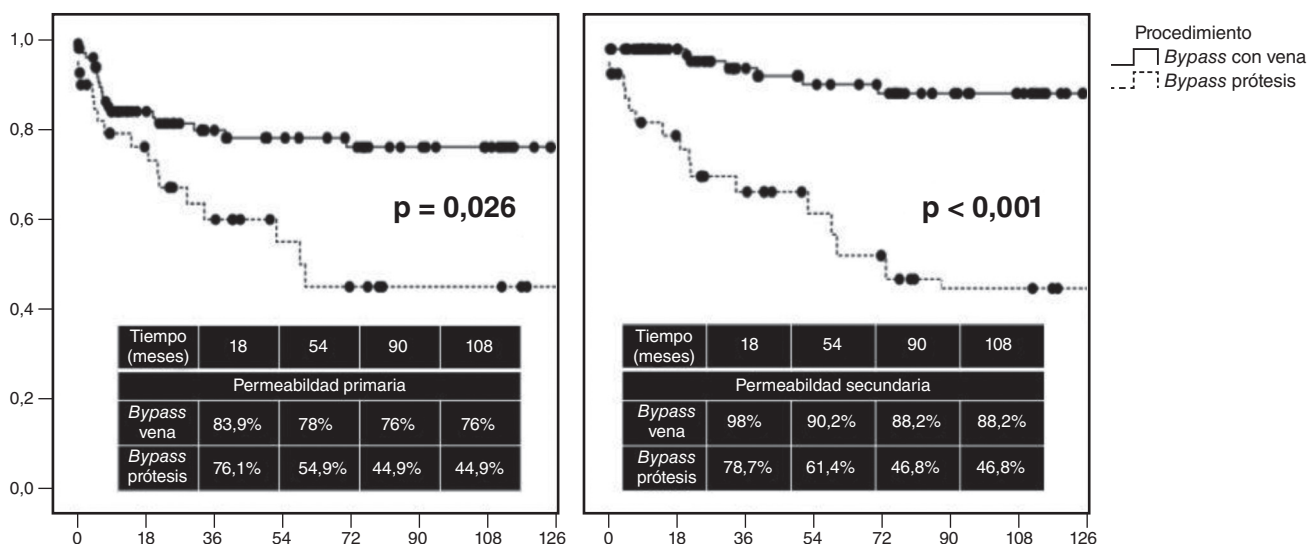 Procedimiento
Bypass con vena
Bypass prótesis
1,0
0,8
0,6
0,4
0,2
0,0
p = 0,026
Tiempo (meses) 18 54 90 108
Permeabildad primaria
Bypass vena 83,9% 78% 76% 76%
Bypass prótesis 76,1% 54,9% 44,9% 44,9%
0 18 36 54 72 90 108 126
p < 0,001
Tiempo (meses) 18 54 90 108
Permeabildad secundaria
Bypass vena 98% 90,2% 88,2% 88,2%
Bypass prótesis 78,7% 61,4% 46,8% 46,8%
0 18 36 54 72 90 108 126